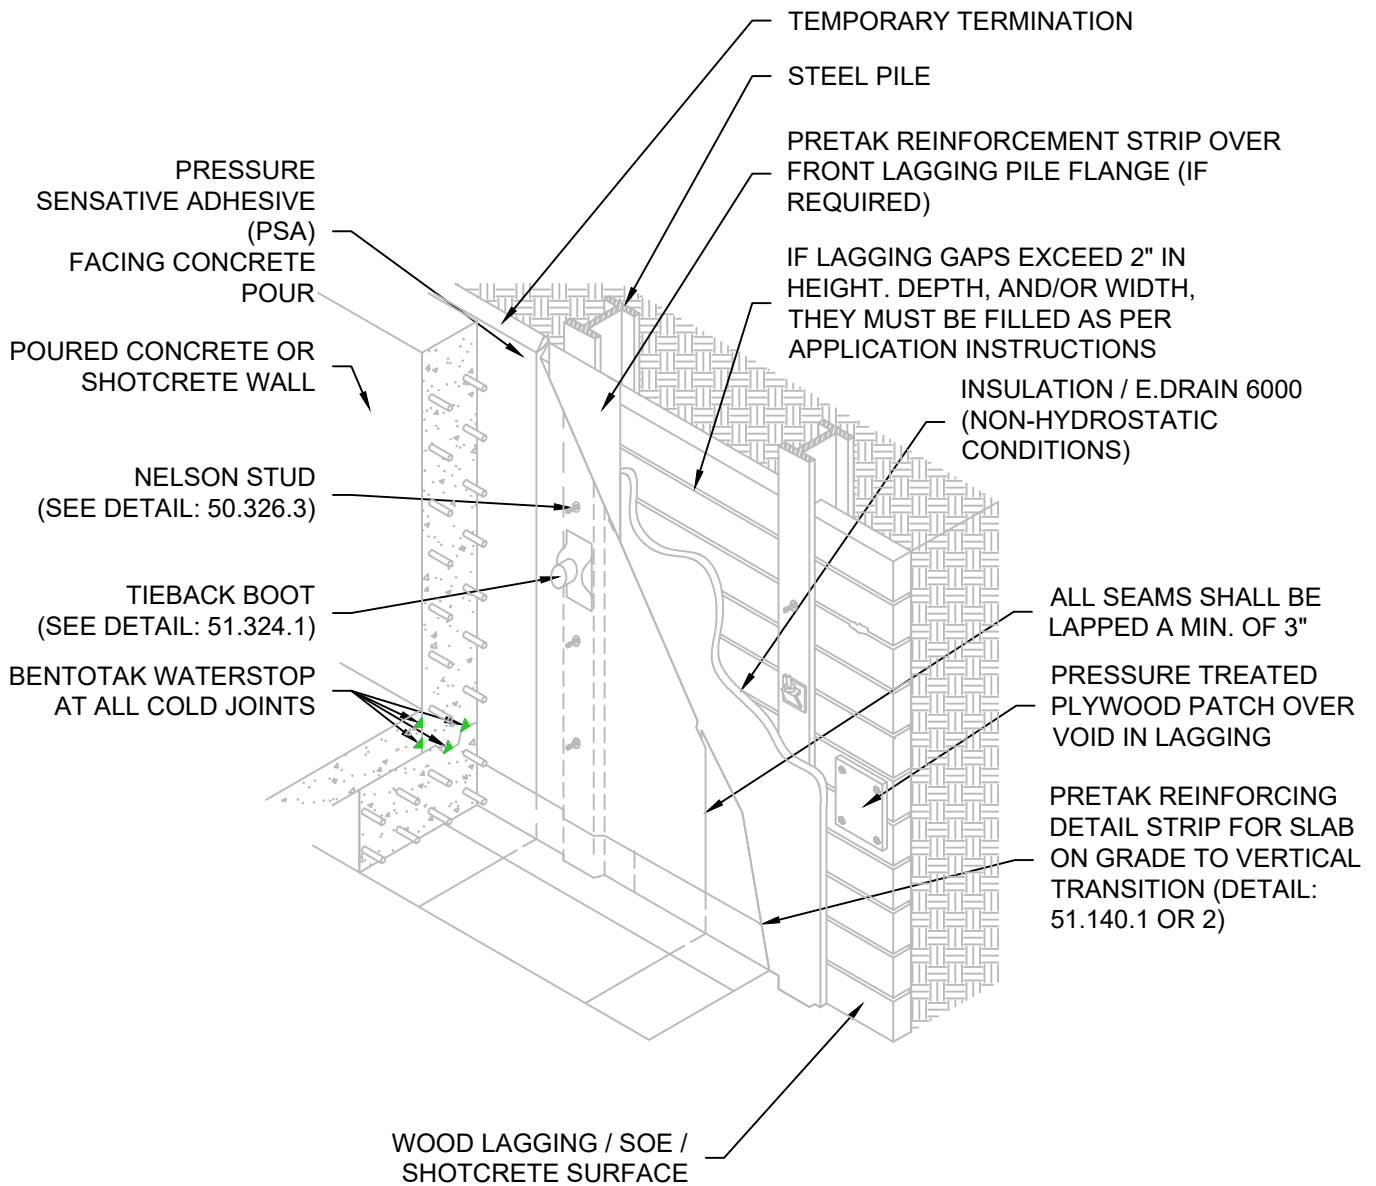 TEMPORARY TERMINATION
STEEL PILE
PRETAK REINFORCEMENT STRIP OVER
FRONT LAGGING PILE FLANGE (IF
REQUIRED)
IF LAGGING GAPS EXCEED 2" IN
HEIGHT. DEPTH, AND/OR WIDTH,
THEY MUST BE FILLED AS PER
APPLICATION INSTRUCTIONS
INSULATION / E.DRAIN 6000
(NON-HYDROSTATIC
CONDITIONS)
ALL SEAMS SHALL BE
LAPPED A MIN. OF 3"
PRESSURE TREATED
PLYWOOD PATCH OVER
VOID IN LAGGING
PRETAK REINFORCING
DETAIL STRIP FOR SLAB
ON GRADE TO VERTICAL
TRANSITION (DETAIL:
51.140.1 OR 2)
PRESSURE
SENSATIVE ADHESIVE
(PSA)
FACING CONCRETE
POUR
POURED CONCRETE OR
SHOTCRETE WALL
NELSON STUD
(SEE DETAIL: 50.326.3)
TIEBACK BOOT
(SEE DETAIL: 51.324.1)
BENTOTAK WATERSTOP
AT ALL COLD JOINTS
WOOD LAGGING / SOE /
SHOTCRETE SURFACE